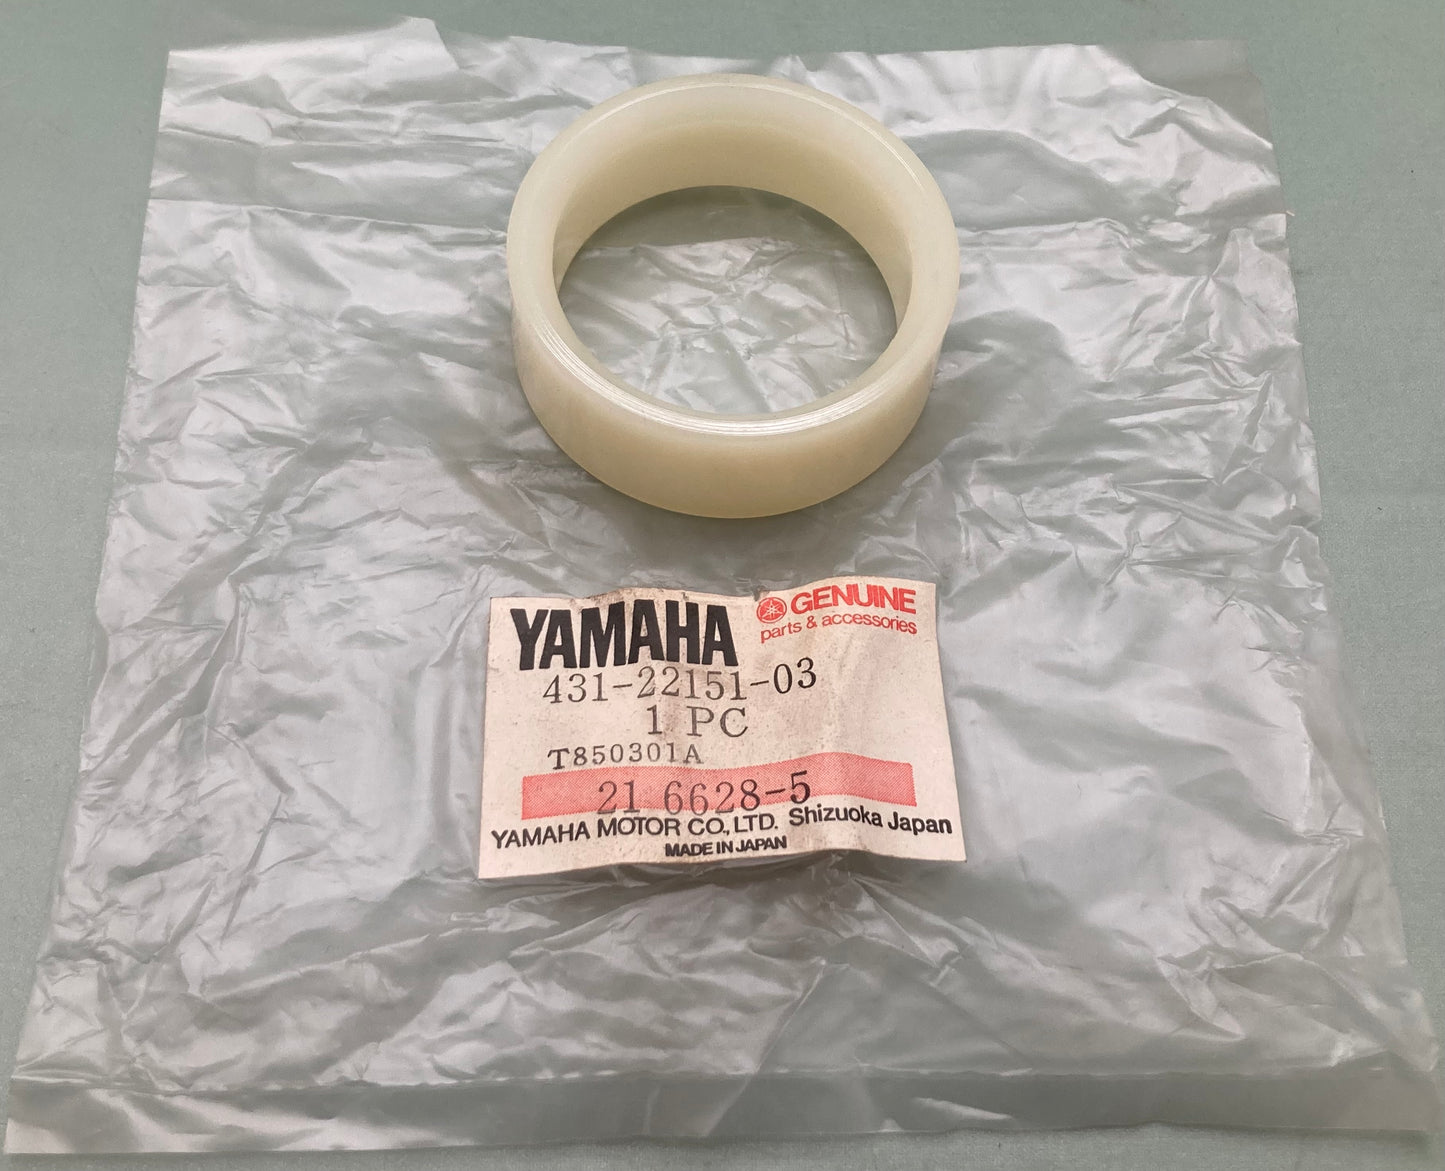 YAMAHA GENUINE
parts & accessories
431-22151-03
1 PC
T850301A
21 6628-5
YAMAHA MOTOR CO., LTD. Shizuoka Japan
MADE IN JAPAN